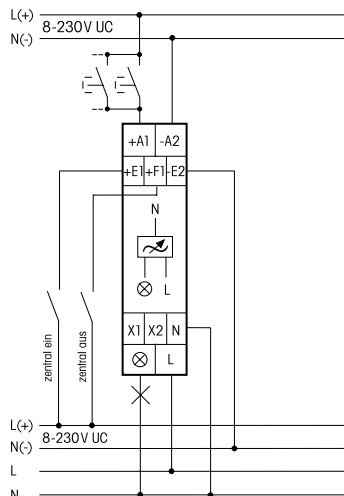 L(+)
8-230V UC
N(-)
+A1 -A2
+E1 +F1 -E2
N
L
X1 X2 N
L
zentral ein
zentral aus
L(+)
8-230V UC
N(-)
L
N